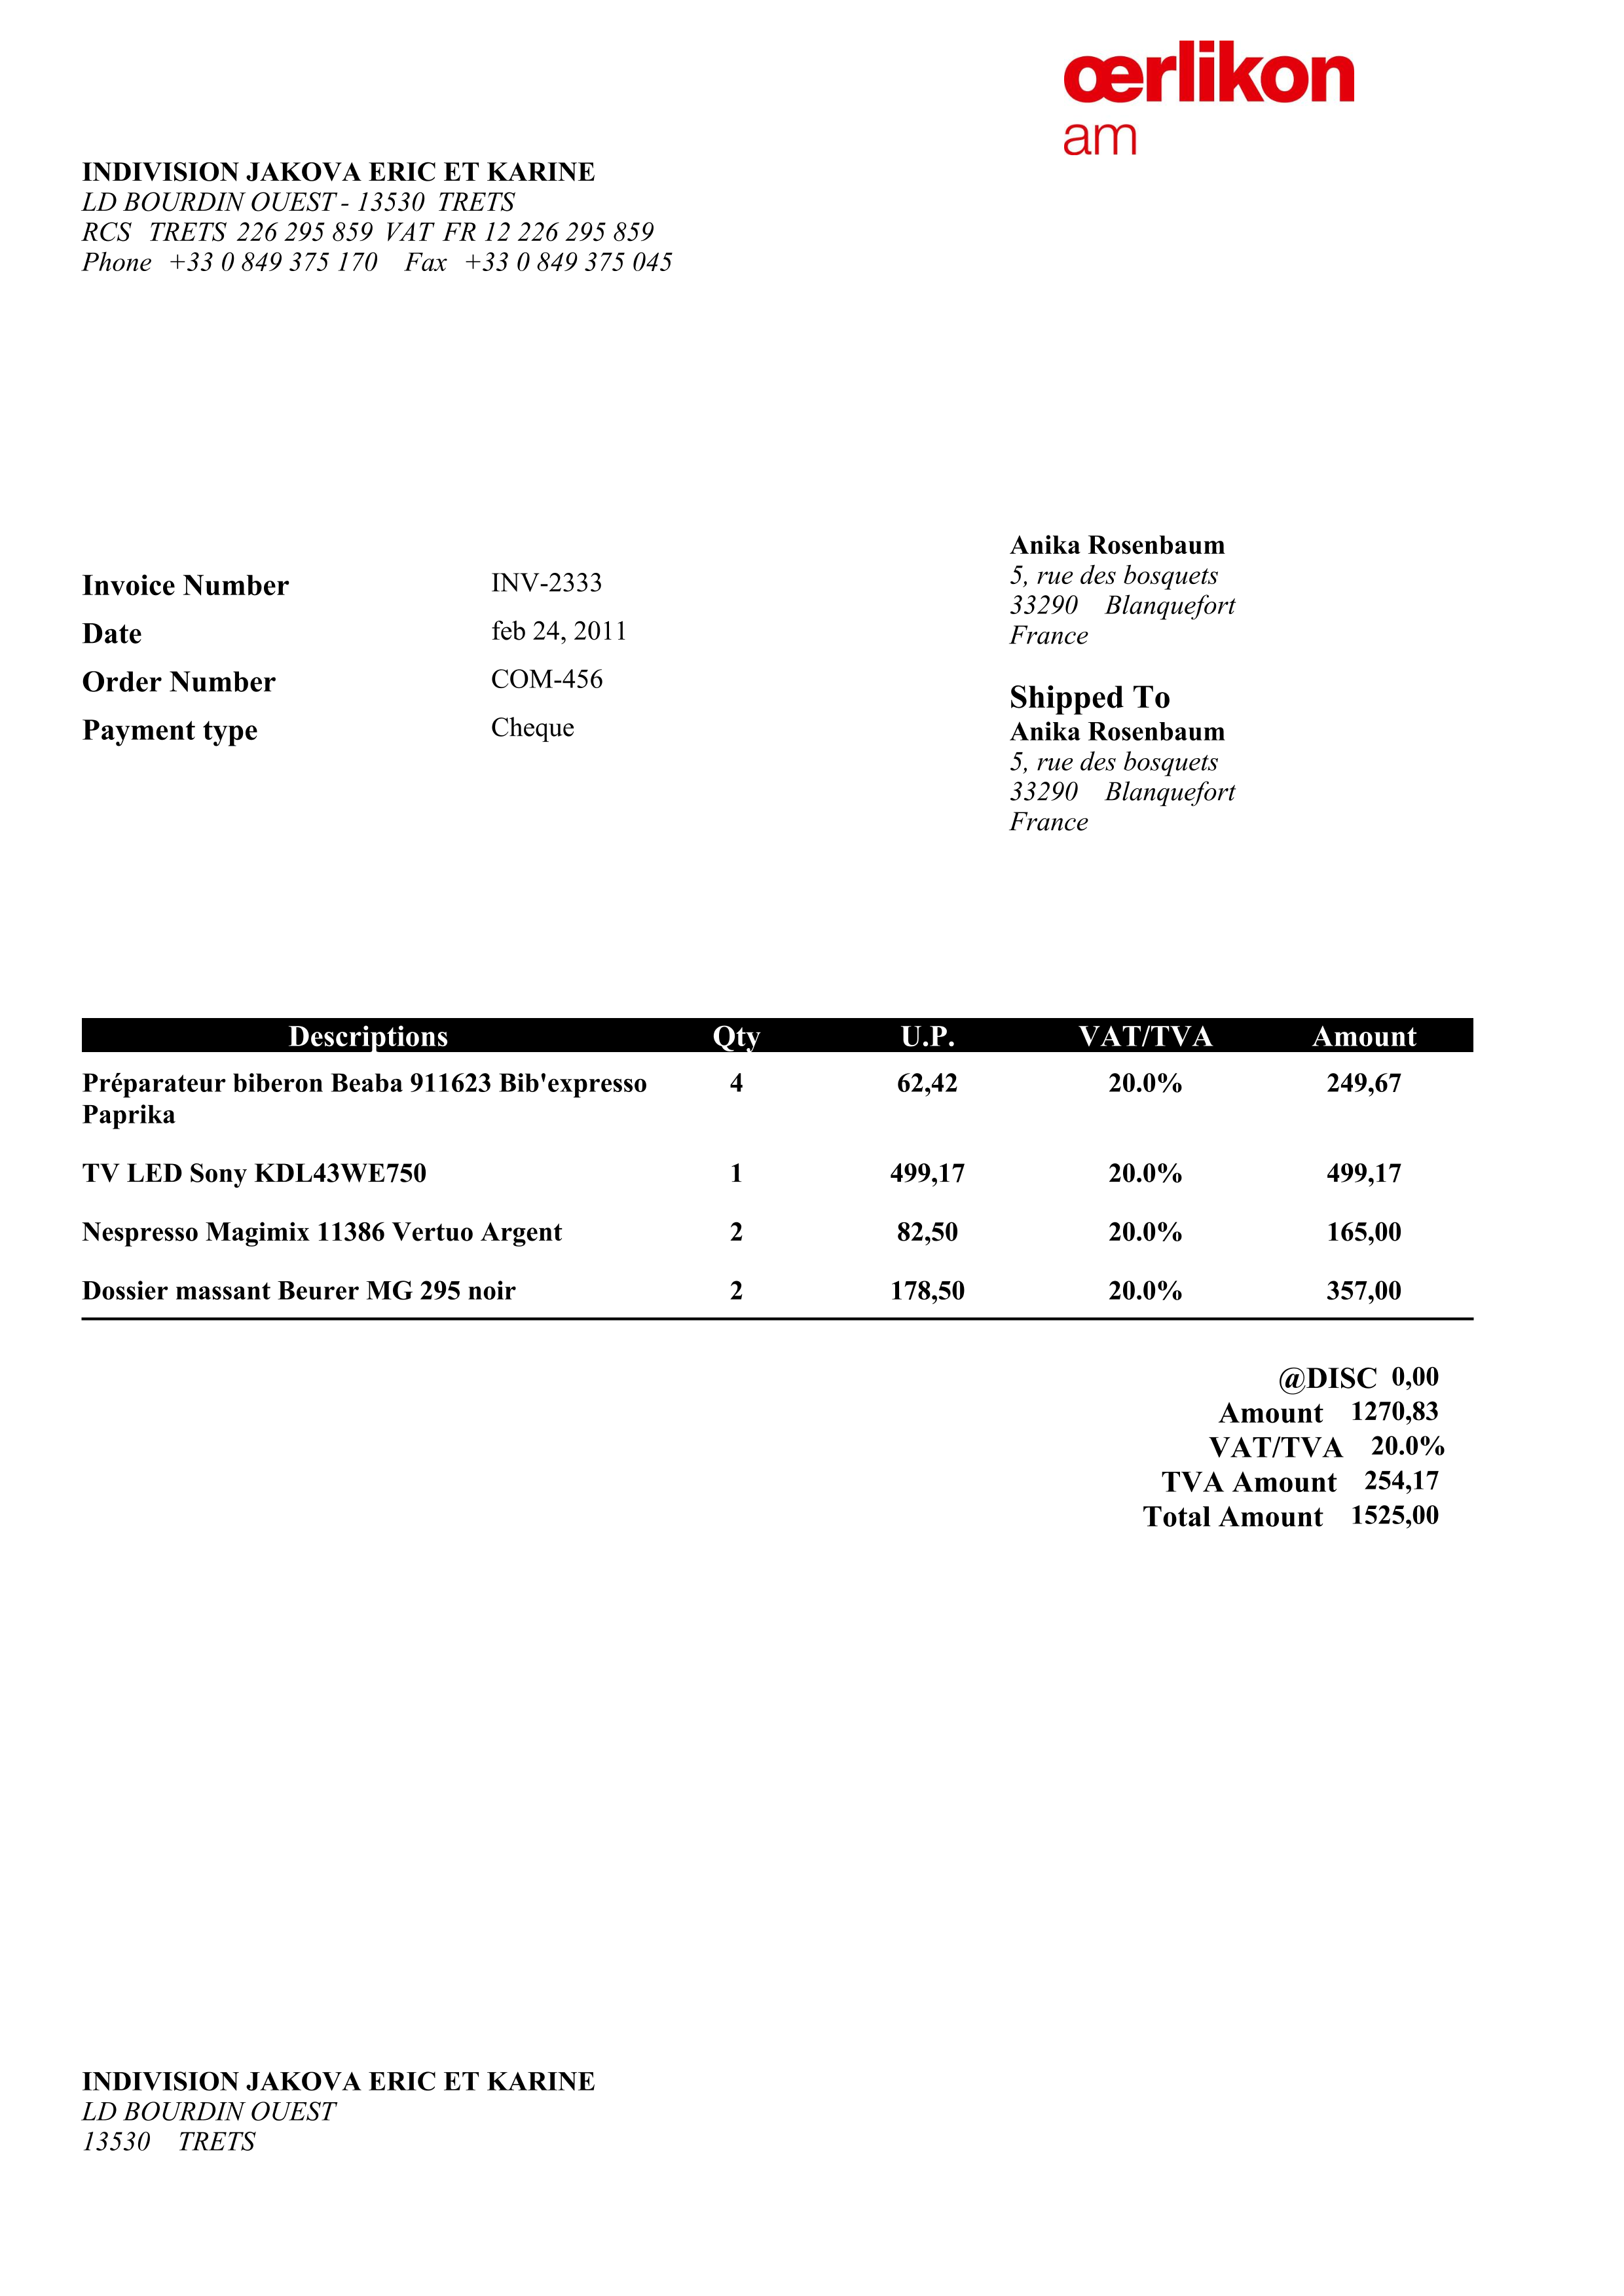 œrlikon
am
INDIVISION JAKOVA ERIC ET KARINE
LD BOURDIN OUEST - 13530 TRETS
RCS TRETS 226 295 859 VAT FR 12 226 295 859
Phone +33 0 849 375 170 Fax +33 0 849 375 045
Invoice Number INV-2333
Date feb 24, 2011
Order Number COM-456
Payment type Cheque
Anika Rosenbaum
5, rue des bosquets
33290 Blanquefort
France
Shipped To
Anika Rosenbaum
5, rue des bosquets
33290 Blanquefort
France
Descriptions Qty U.P. VAT/TVA Amount
Préparateur biberon Beaba 911623 Bib'expresso 4 62,42 20.0% 249,67
Paprika
TV LED Sony KDL43WE750 1 499,17 20.0% 499,17
Nespresso Magimix 11386 Vertuo Argent 2 82,50 20.0% 165,00
Dossier massant Beurer MG 295 noir 2 178,50 20.0% 357,00
@DISC 0,00
Amount 1270,83
VAT/TVA 20.0%
TVA Amount 254,17
Total Amount 1525,00
INDIVISION JAKOVA ERIC ET KARINE
LD BOURDIN OUEST
13530 TRETS